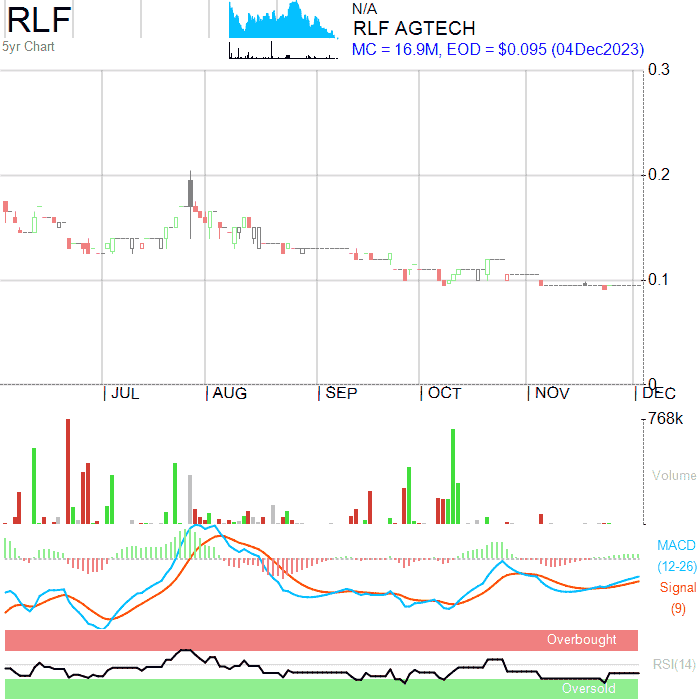 RLF
5yr Chart
N/A
RLF AGTECH
MC = 16.9M, EOD = $0.095 (04Dec2023)
0.3
0.2
0.1
0
JUL AUG SEP OCT NOV DEC
768k
Volume
MACD
(12-26)
Signal
(9)
Overbought
RSI(14)
Oversold